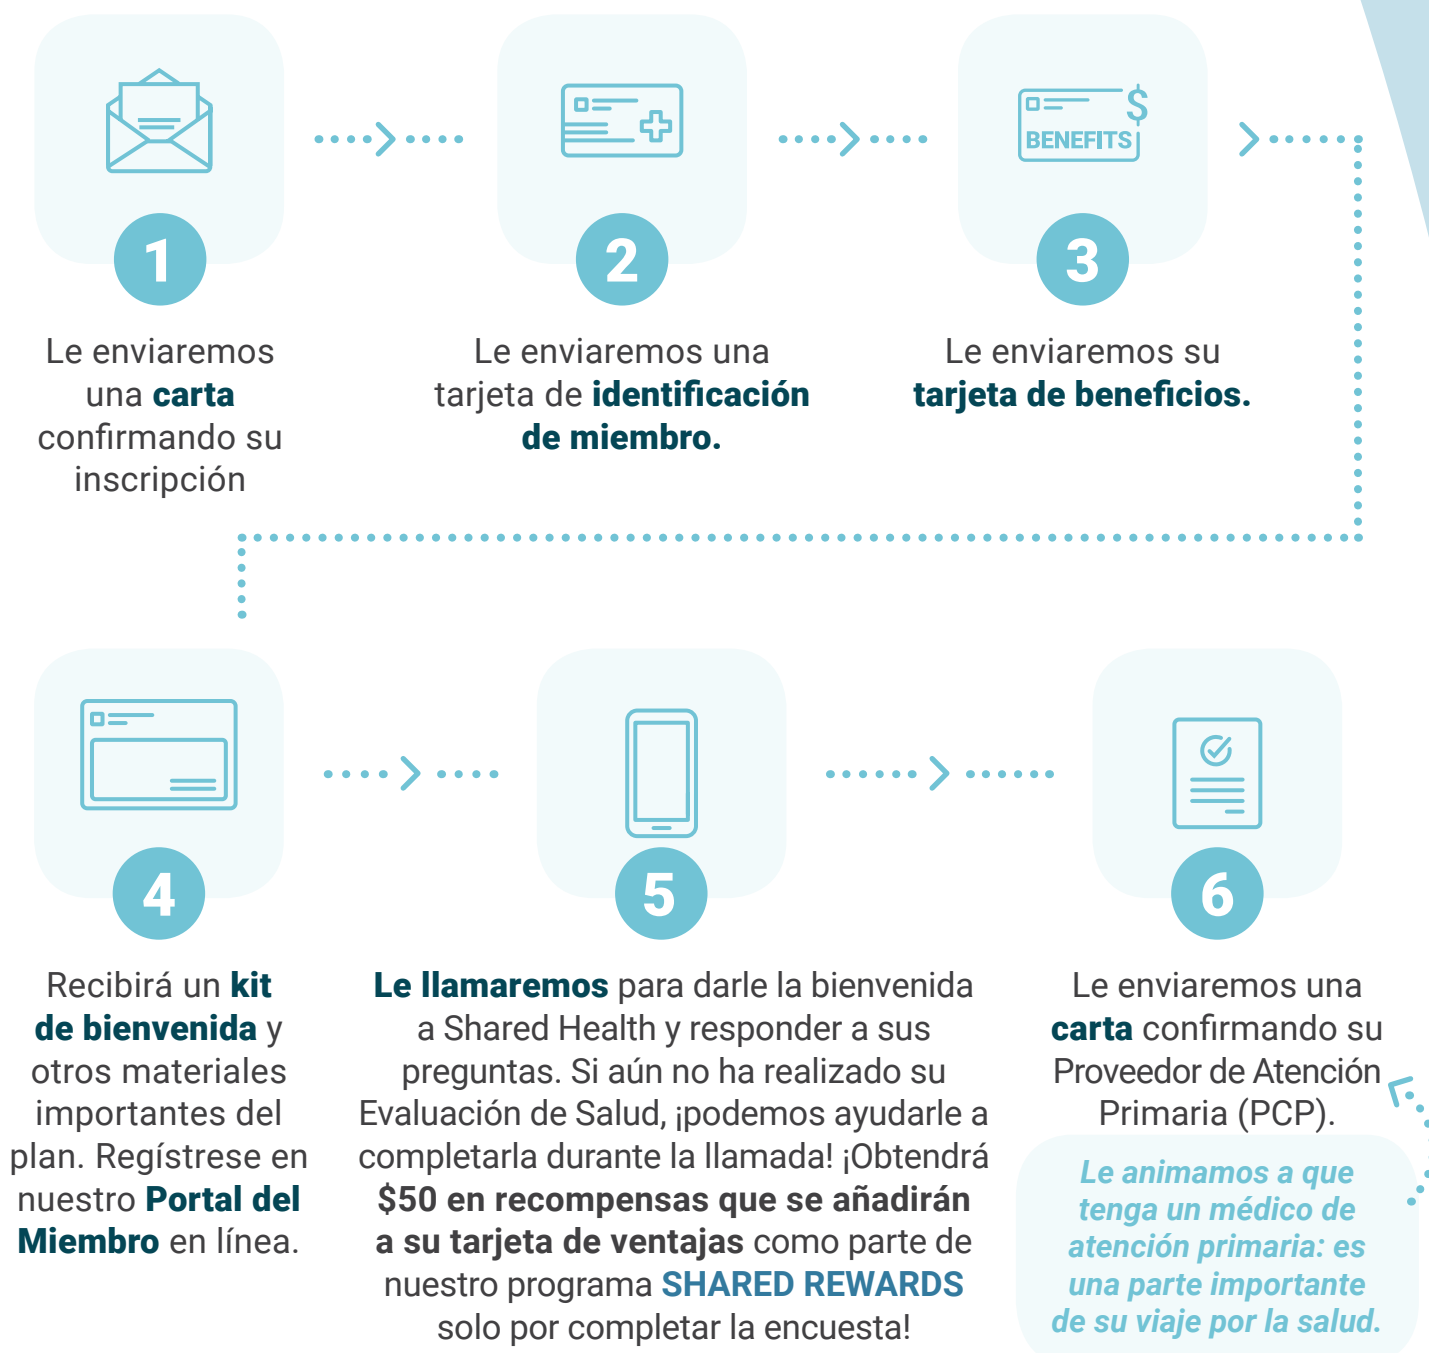 $
BENEFITS
1
Le enviaremos
una carta
confirmando su
inscripción
2
Le enviaremos una
tarjeta de identificación
de miembro.
3
Le enviaremos su
tarjeta de beneficios.
4
Recibirá un kit
de bienvenida y
otros materiales
importantes del
plan. Regístrese en
nuestro Portal del
Miembro en línea.
5
Le llamaremos para darle la bienvenida
a Shared Health y responder a sus
preguntas. Si aún no ha realizado su
Evaluación de Salud, ¡podemos ayudarle a
completarla durante la llamada! ¡Obtendrá
$50 en recompensas que se añadirán
a su tarjeta de ventajas como parte de
nuestro programa SHARED REWARDS
solo por completar la encuesta!
6
Le enviaremos una
carta confirmando su
Proveedor de Atención
Primaria (PCP).
Le animamos a que
tenga un médico de
atención primaria: es
una parte importante
de su viaje por la salud.